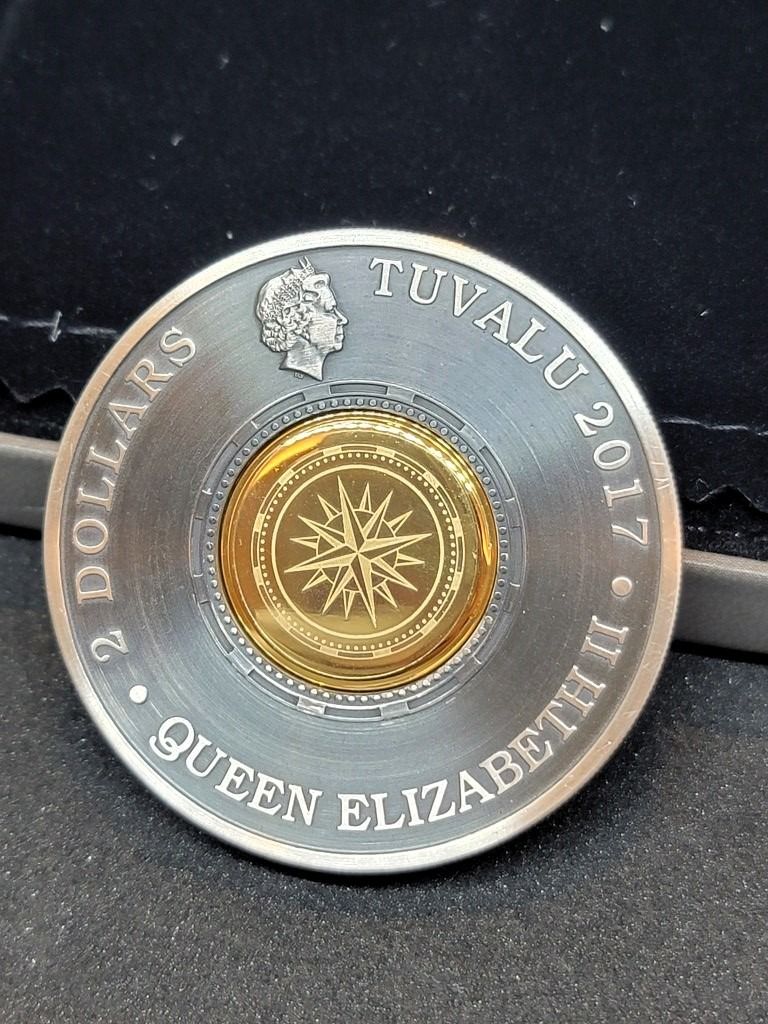 TUVALU 2017 • QUEEN ELIZABETH II
• 2 DOLLARS